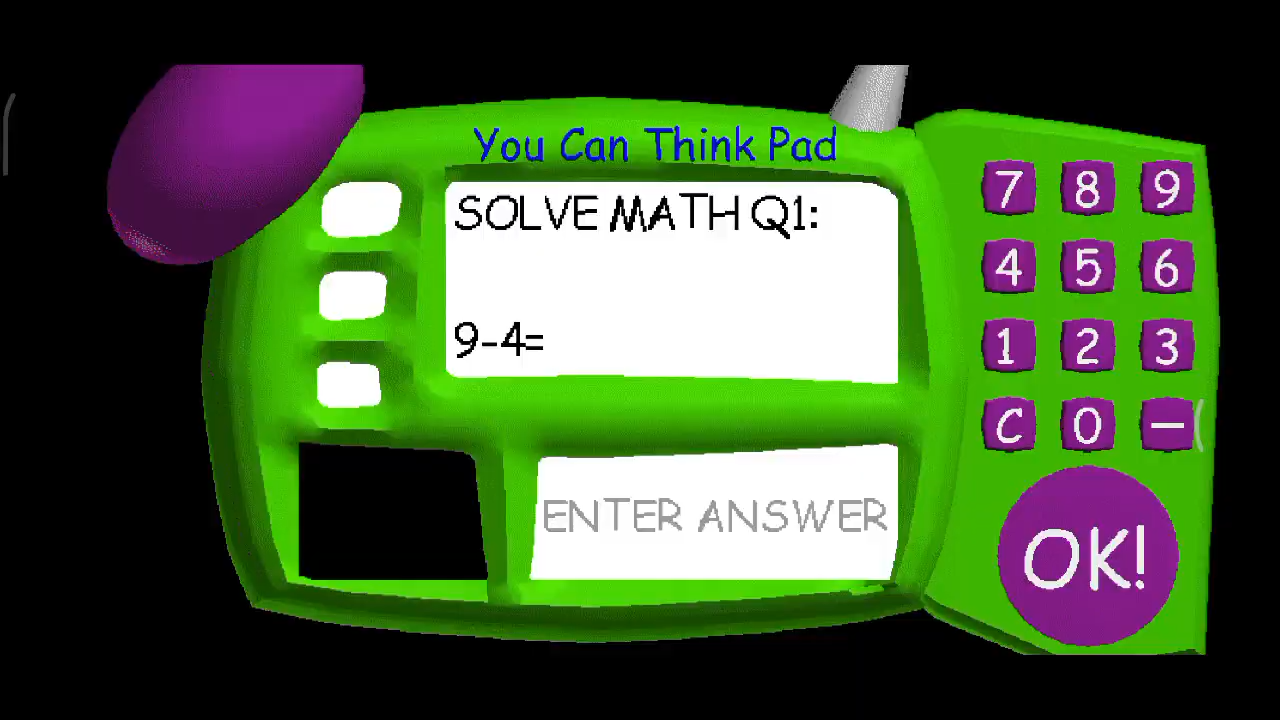 You Can Think Pad
SOLVE MATH Q1:
9-4=
ENTER ANSWER
7 8 9
4 5 6
1 2 3
C 0 −
OK!